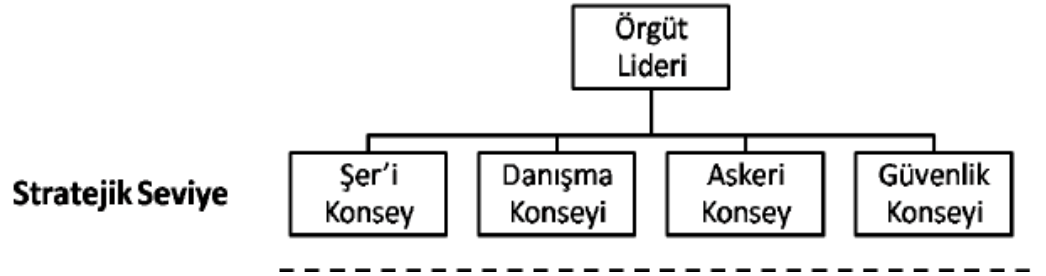 Örgüt
Lideri
Stratejik Seviye
Şer'i
Konsey
Danışma
Konseyi
Askeri
Konsey
Güvenlik
Konseyi